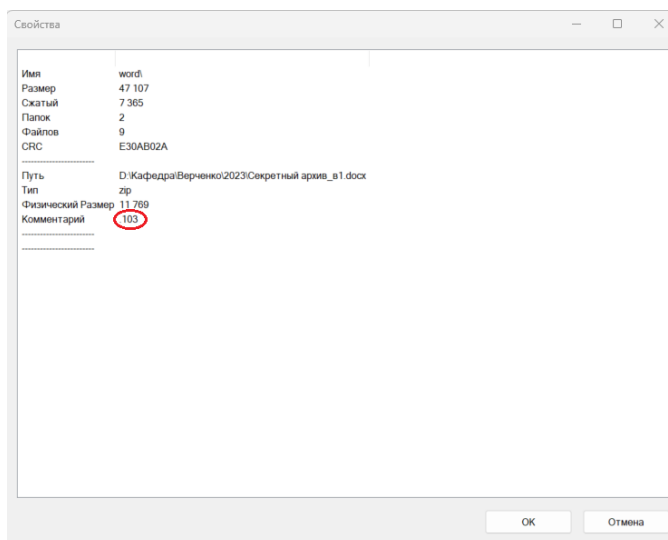 Свойства
Имя word\
Размер 47 107
Сжатый 7 365
Папок 2
Файлов 9
CRC E30AB02A
------------------------
Путь D:\Кафедра\Верченко\2023\Секретный архив_в1.docx
Тип zip
Физический Размер 11 769
Комментарий .103
------------------------
------------------------
OK Отмена